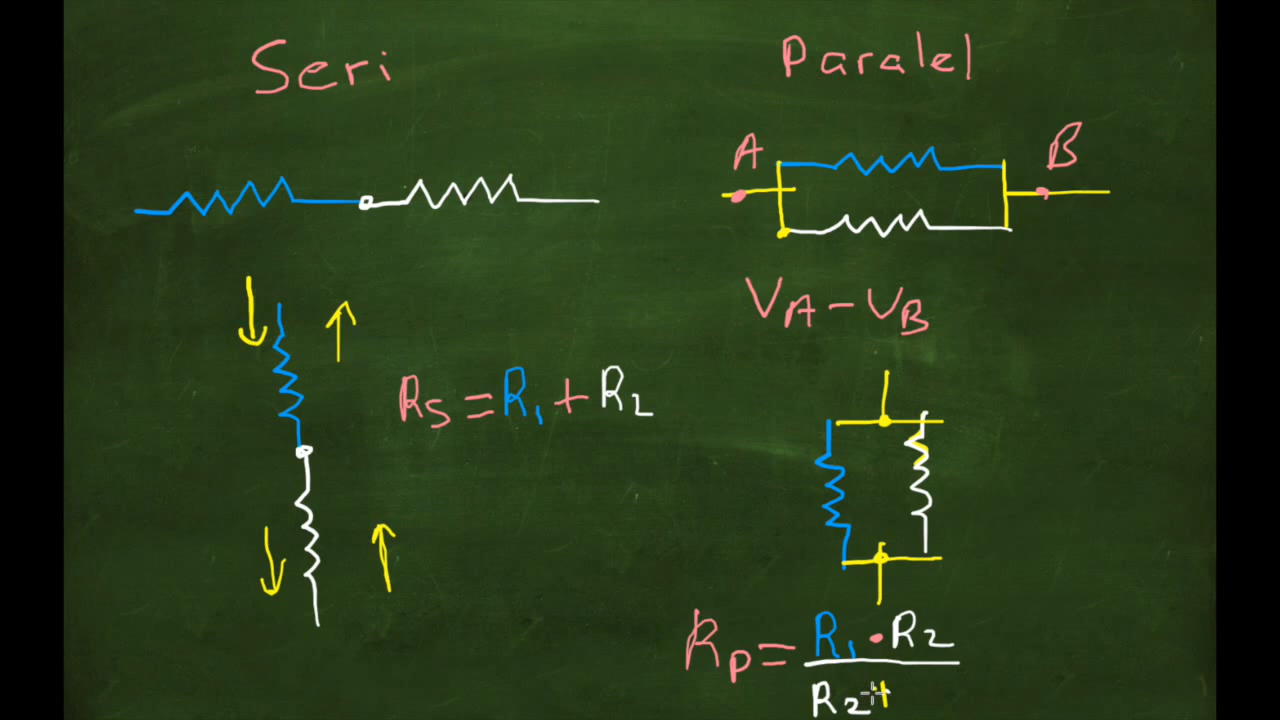 Seri
Paralel
A
B
VA - VB
RS = R1 + R2
RP = R1 . R2
R2 +